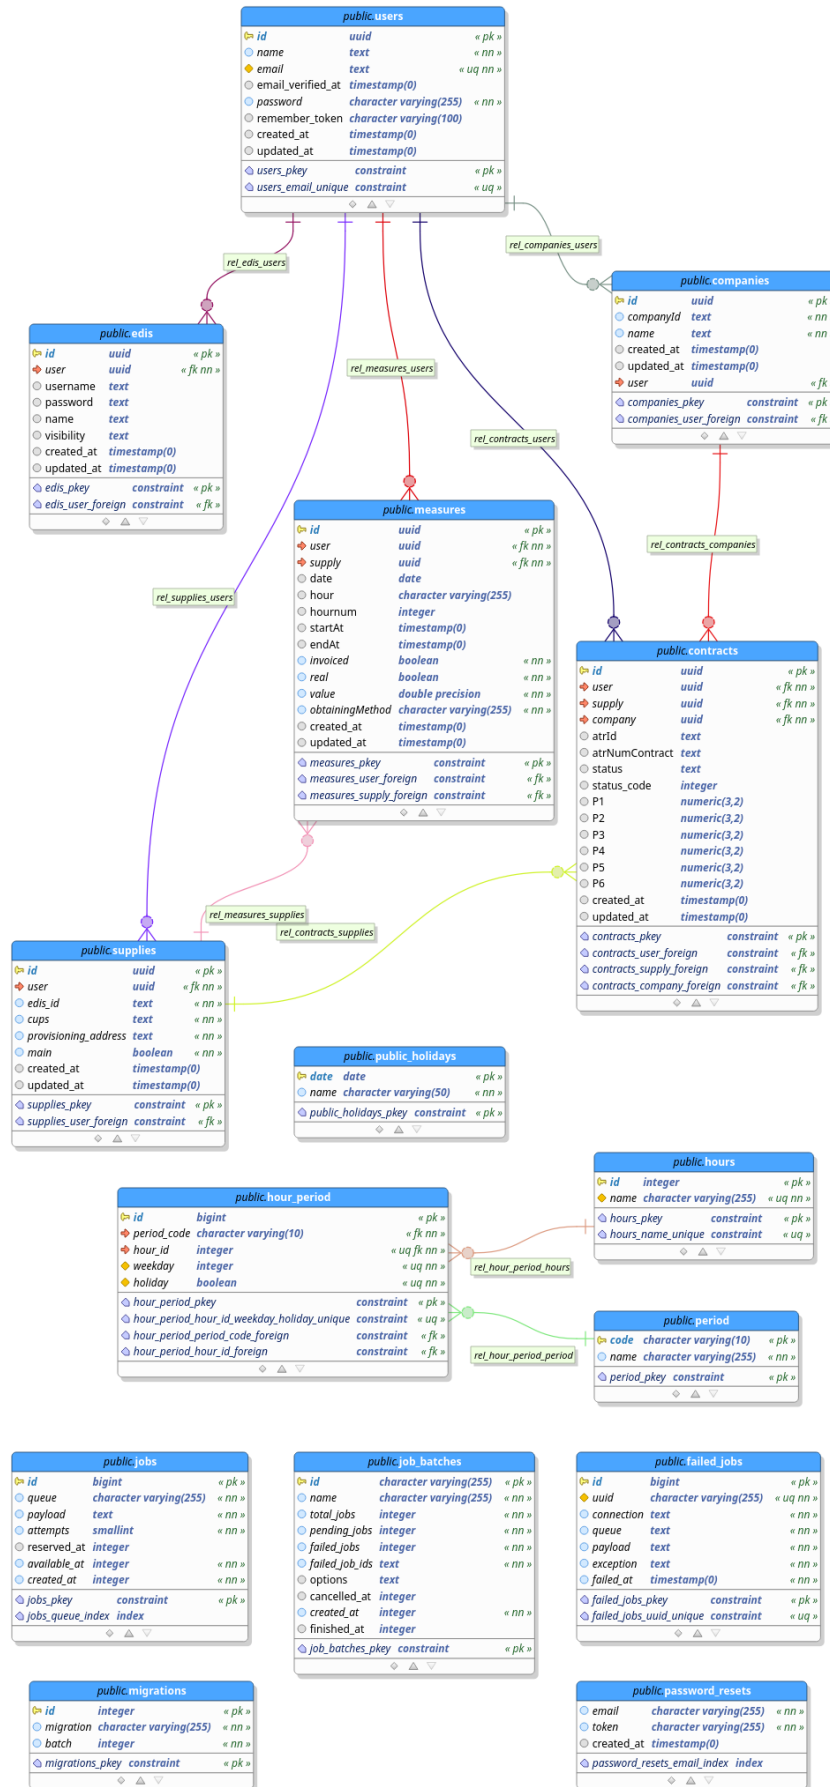 public.users
id uuid « pk »
name text « nn »
email text « uq nn »
email_verified_at timestamp(0)
password character varying(255) « nn »
remember_token character varying(100)
created_at timestamp(0)
updated_at timestamp(0)
users_pkey constraint « pk »
users_email_unique constraint « uq »
rel_companies_users
rel_edis_users
public.companies
id uuid « pk
companyId text « nn
name text « nn
created_at timestamp(0)
updated_at timestamp(0)
user uuid « fk
companies_pkey constraint « pk
companies_user_foreign constraint « fk
public.edis
id uuid « pk »
user uuid « fk nn »
username text
password text
name text
visibility text
created_at timestamp(0)
updated_at timestamp(0)
edis_pkey constraint « pk »
edis_user_foreign constraint « fk »
rel_measures_users
rel_contracts_users
public.measures
id uuid « pk »
user uuid « fk nn »
supply uuid « fk nn »
date date
hour character varying(255)
hournum integer
startAt timestamp(0)
endAt timestamp(0)
invoiced boolean « nn »
real boolean « nn »
value double precision « nn »
obtainingMethod character varying(255) « nn »
created_at timestamp(0)
updated_at timestamp(0)
measures_pkey constraint « pk »
measures_user_foreign constraint « fk »
measures_supply_foreign constraint « fk »
rel_contracts_companies
rel_supplies_users
public.contracts
id uuid « pk »
user uuid « fk nn »
supply uuid « fk nn »
company uuid « fk nn »
atrId text
atrNumContract text
status text
status_code integer
P1 numeric(3,2)
P2 numeric(3,2)
P3 numeric(3,2)
P4 numeric(3,2)
P5 numeric(3,2)
P6 numeric(3,2)
created_at timestamp(0)
updated_at timestamp(0)
contracts_pkey constraint « pk »
contracts_user_foreign constraint « fk »
contracts_supply_foreign constraint « fk »
contracts_company_foreign constraint « fk »
rel_measures_supplies
rel_contracts_supplies
public.supplies
id uuid « pk »
user uuid « fk nn »
edis_id text « nn »
cups text « nn »
provisioning_address text « nn »
main boolean « nn »
created_at timestamp(0)
updated_at timestamp(0)
supplies_pkey constraint « pk »
supplies_user_foreign constraint « fk »
public.public_holidays
date date « pk »
name character varying(50) « nn »
public_holidays_pkey constraint « pk »
public.hours
id integer « pk »
name character varying(255) « uq nn »
hours_pkey constraint « pk »
hours_name_unique constraint « uq »
public.hour_period
id bigint « pk »
period_code character varying(10) « fk nn »
hour_id integer « uq fk nn »
weekday integer « uq nn »
holiday boolean « uq nn »
hour_period_pkey constraint « pk »
hour_period_hour_id_weekday_holiday_unique constraint « uq »
hour_period_period_code_foreign constraint « fk »
hour_period_hour_id_foreign constraint « fk »
rel_hour_period_hours
rel_hour_period_period
public.period
code character varying(10) « pk »
name character varying(255) « nn »
period_pkey constraint « pk »
public.jobs
id bigint « pk »
queue character varying(255) « nn »
payload text « nn »
attempts smallint « nn »
reserved_at integer
available_at integer « nn »
created_at integer « nn »
jobs_pkey constraint « pk »
jobs_queue_index index
public.job_batches
id character varying(255) « pk »
name character varying(255) « nn »
total_jobs integer « nn »
pending_jobs integer « nn »
failed_jobs integer « nn »
failed_job_ids text « nn »
options text
cancelled_at integer
created_at integer « nn »
finished_at integer
job_batches_pkey constraint « pk »
public.failed_jobs
id bigint « pk »
uuid character varying(255) « uq nn »
connection text « nn »
queue text « nn »
payload text « nn »
exception text « nn »
failed_at timestamp(0) « nn »
failed_jobs_pkey constraint « pk »
failed_jobs_uuid_unique constraint « uq »
public.migrations
id integer « pk »
migration character varying(255) « nn »
batch integer « nn »
migrations_pkey constraint « pk »
public.password_resets
email character varying(255) « nn »
token character varying(255) « nn »
created_at timestamp(0)
password_resets_email_index index